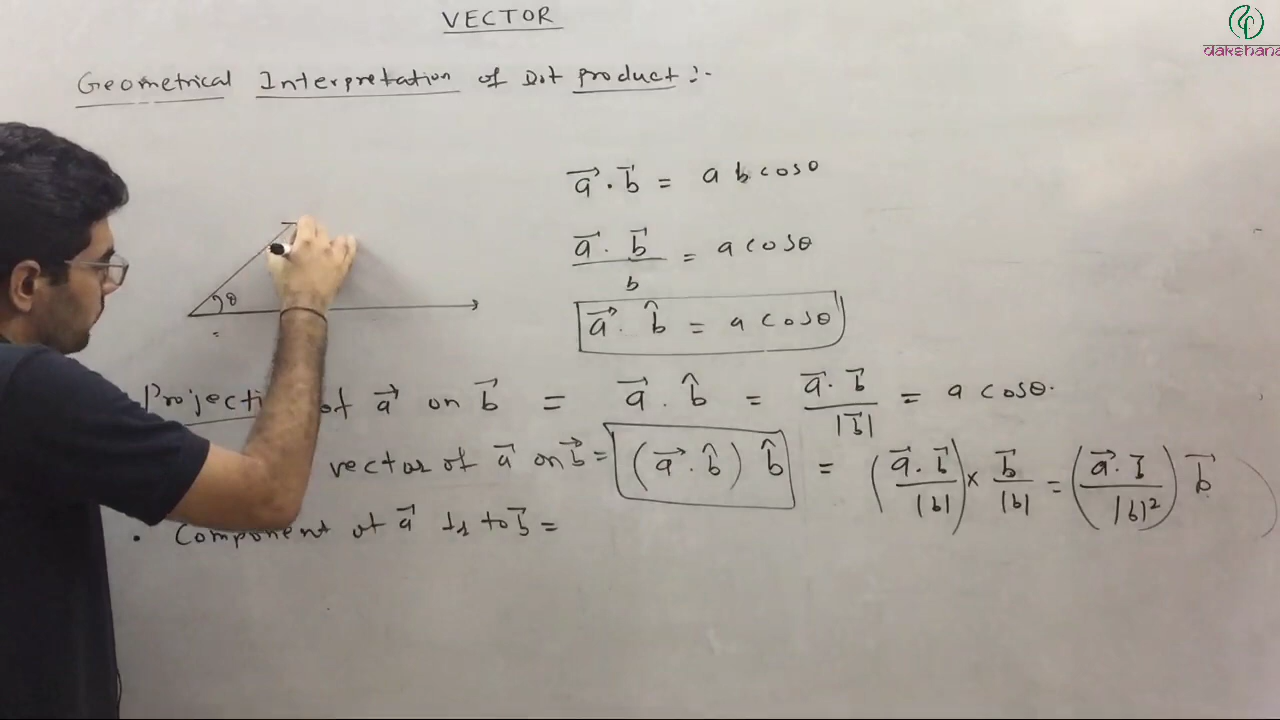 VECTOR
dakshana
Geometrical Interpretation of Dot product :-
a⃗ . b⃗ = a b cosθ
a⃗ . b⃗ / b = a cosθ
a⃗ . b̂ = a cosθ
θ
Projecti of a⃗ on b⃗ = a⃗ . b̂ = a⃗ . b⃗ / |b⃗| = a cosθ.
vector of a⃗ on b⃗ = (a⃗ . b̂) b̂ = (a⃗ . b⃗ / |b|) × b⃗ / |b| = (a⃗ . b⃗ / |b|²) b⃗
• Component of a⃗ to b⃗ =